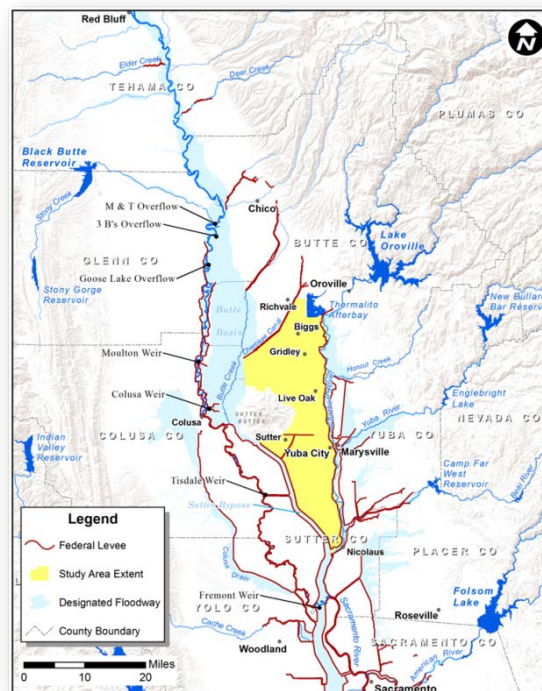 Red Bluff
N
Elder Creek
Deer Creek
TEHAMA CO
PLUMAS CO
Black Butte
Reservoir
Stony Creek
M & T Overflow
Chico
3 B's Overflow
BUTTE CO
Lake
Oroville
GLENN CO
Goose Lake Overflow
Oroville
Stony Gorge
Reservoir
Richvale
Thermalito
Afterbay
New Bullard
Bar Reserv
Butte
Basin
Biggs
Cherokee Canal
Moulton Weir
Gridley
Honcut Creek
Butte Creek
Englebright
Lake
Colusa Weir
Live Oak
Yuba River
NEVADA CO
Colusa
SUTTER
BUTTES
COLUSA CO
Sutter
YUBA CO
Indian
Valley
Reservoir
Yuba City
Marysville
Camp Far
West Reservoir
Bear River
Tisdale Weir
Sutter Bypass
Legend
Federal Levee
Study Area Extent
Designated Floodway
County Boundary
SUTTER CO
Nicolaus
PLACER CO
Colusa
Drain
Fremont Weir
Folsom
Lake
YOLO CO
Sacramento River
Roseville
Cache Creek
SACRAMENTO CO
Woodland
American River
Miles
0
10
20
Sacramento